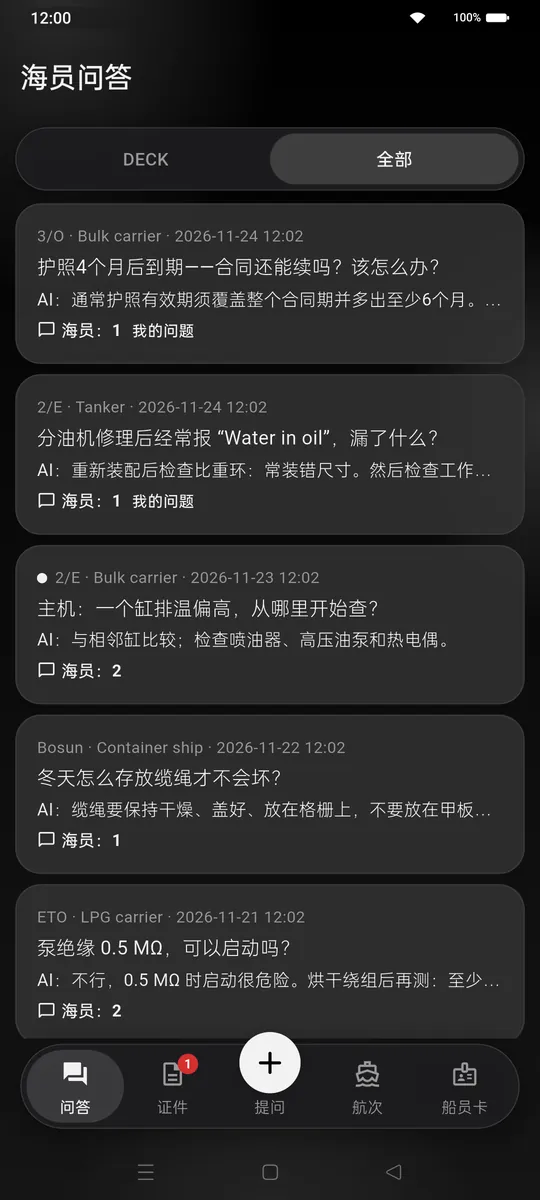 12:00
100%
海员问答
DECK
全部
3/O · Bulk carrier · 2026-11-24 12:02
护照4个月后到期——合同还能续吗？该怎么办？
AI：通常护照有效期须覆盖整个合同期并多出至少6个月。...
海员：1 我的问题
2/E · Tanker · 2026-11-24 12:02
分油机修理后经常报 “Water in oil”，漏了什么？
AI：重新装配后检查比重环：常装错尺寸。然后检查工作...
海员：1 我的问题
2/E · Bulk carrier · 2026-11-23 12:02
主机：一个缸排温偏高，从哪里开始查？
AI：与相邻缸比较；检查喷油器、高压油泵和热电偶。
海员：2
Bosun · Container ship · 2026-11-22 12:02
冬天怎么存放缆绳才不会坏？
AI：缆绳要保持干燥、盖好、放在格栅上，不要放在甲板...
海员：1
ETO · LPG carrier · 2026-11-21 12:02
泵绝缘 0.5 MΩ，可以启动吗？
AI：不行，0.5 MΩ 时启动很危险。烘干绕组后再测：至少...
海员：2
1
问答
证件
提问
航次
船员卡